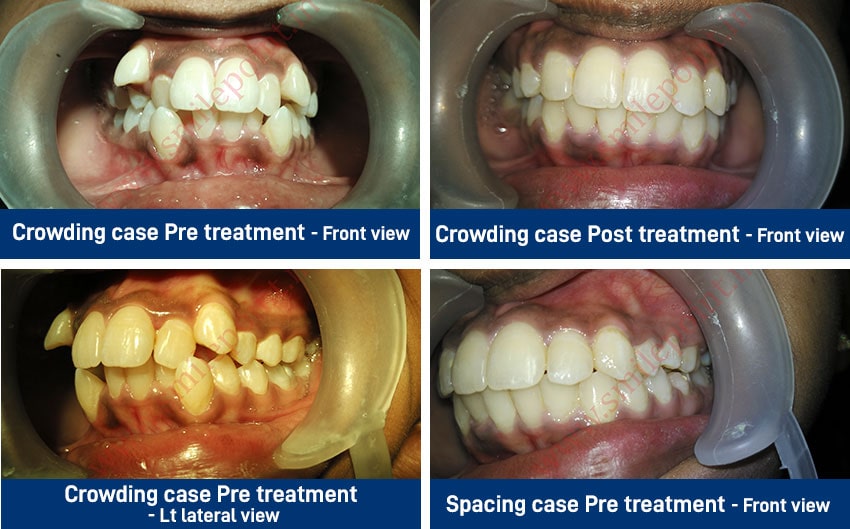 Crowding case Pre treatment - Front view
Crowding case Post treatment - Front view
Crowding case Pre treatment
- Lt lateral view
Spacing case Pre treatment - Front view